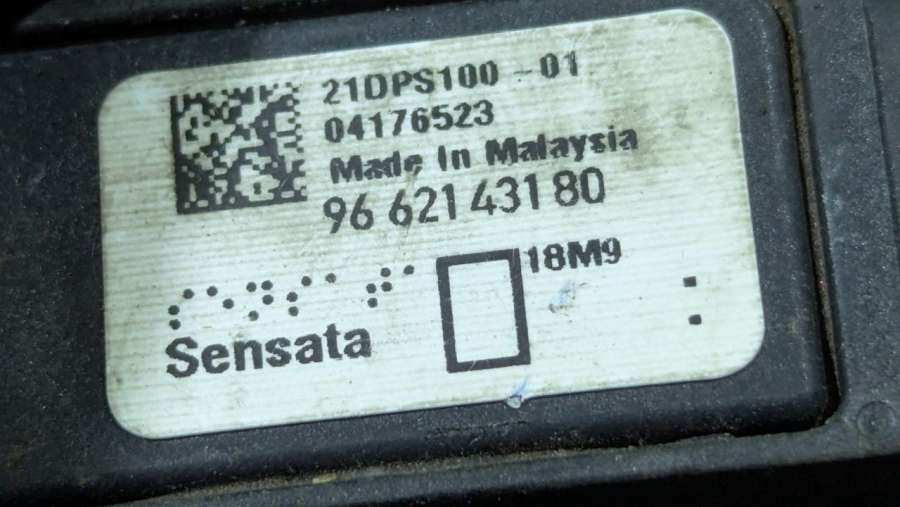 21DPS100-01
04176523
Made In Malaysia
96 621 431 80
18M9
Sensata